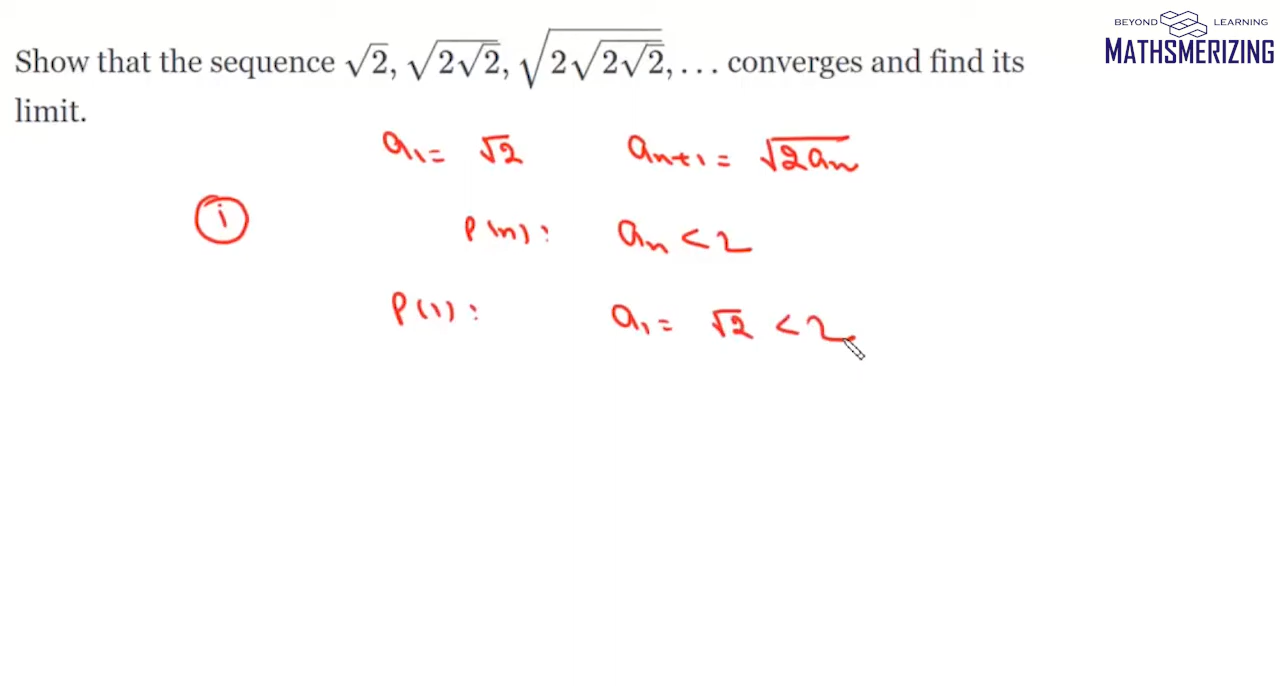 BEYOND LEARNING
MATHSMERIZING
Show that the sequence √2, √(2√2), √(2√(2√2)), ... converges and find its
limit.
a₁ = √2 aₙ₊₁ = √(2aₙ)
i
P(n): aₙ < 2
P(1): a₁ = √2 < 2